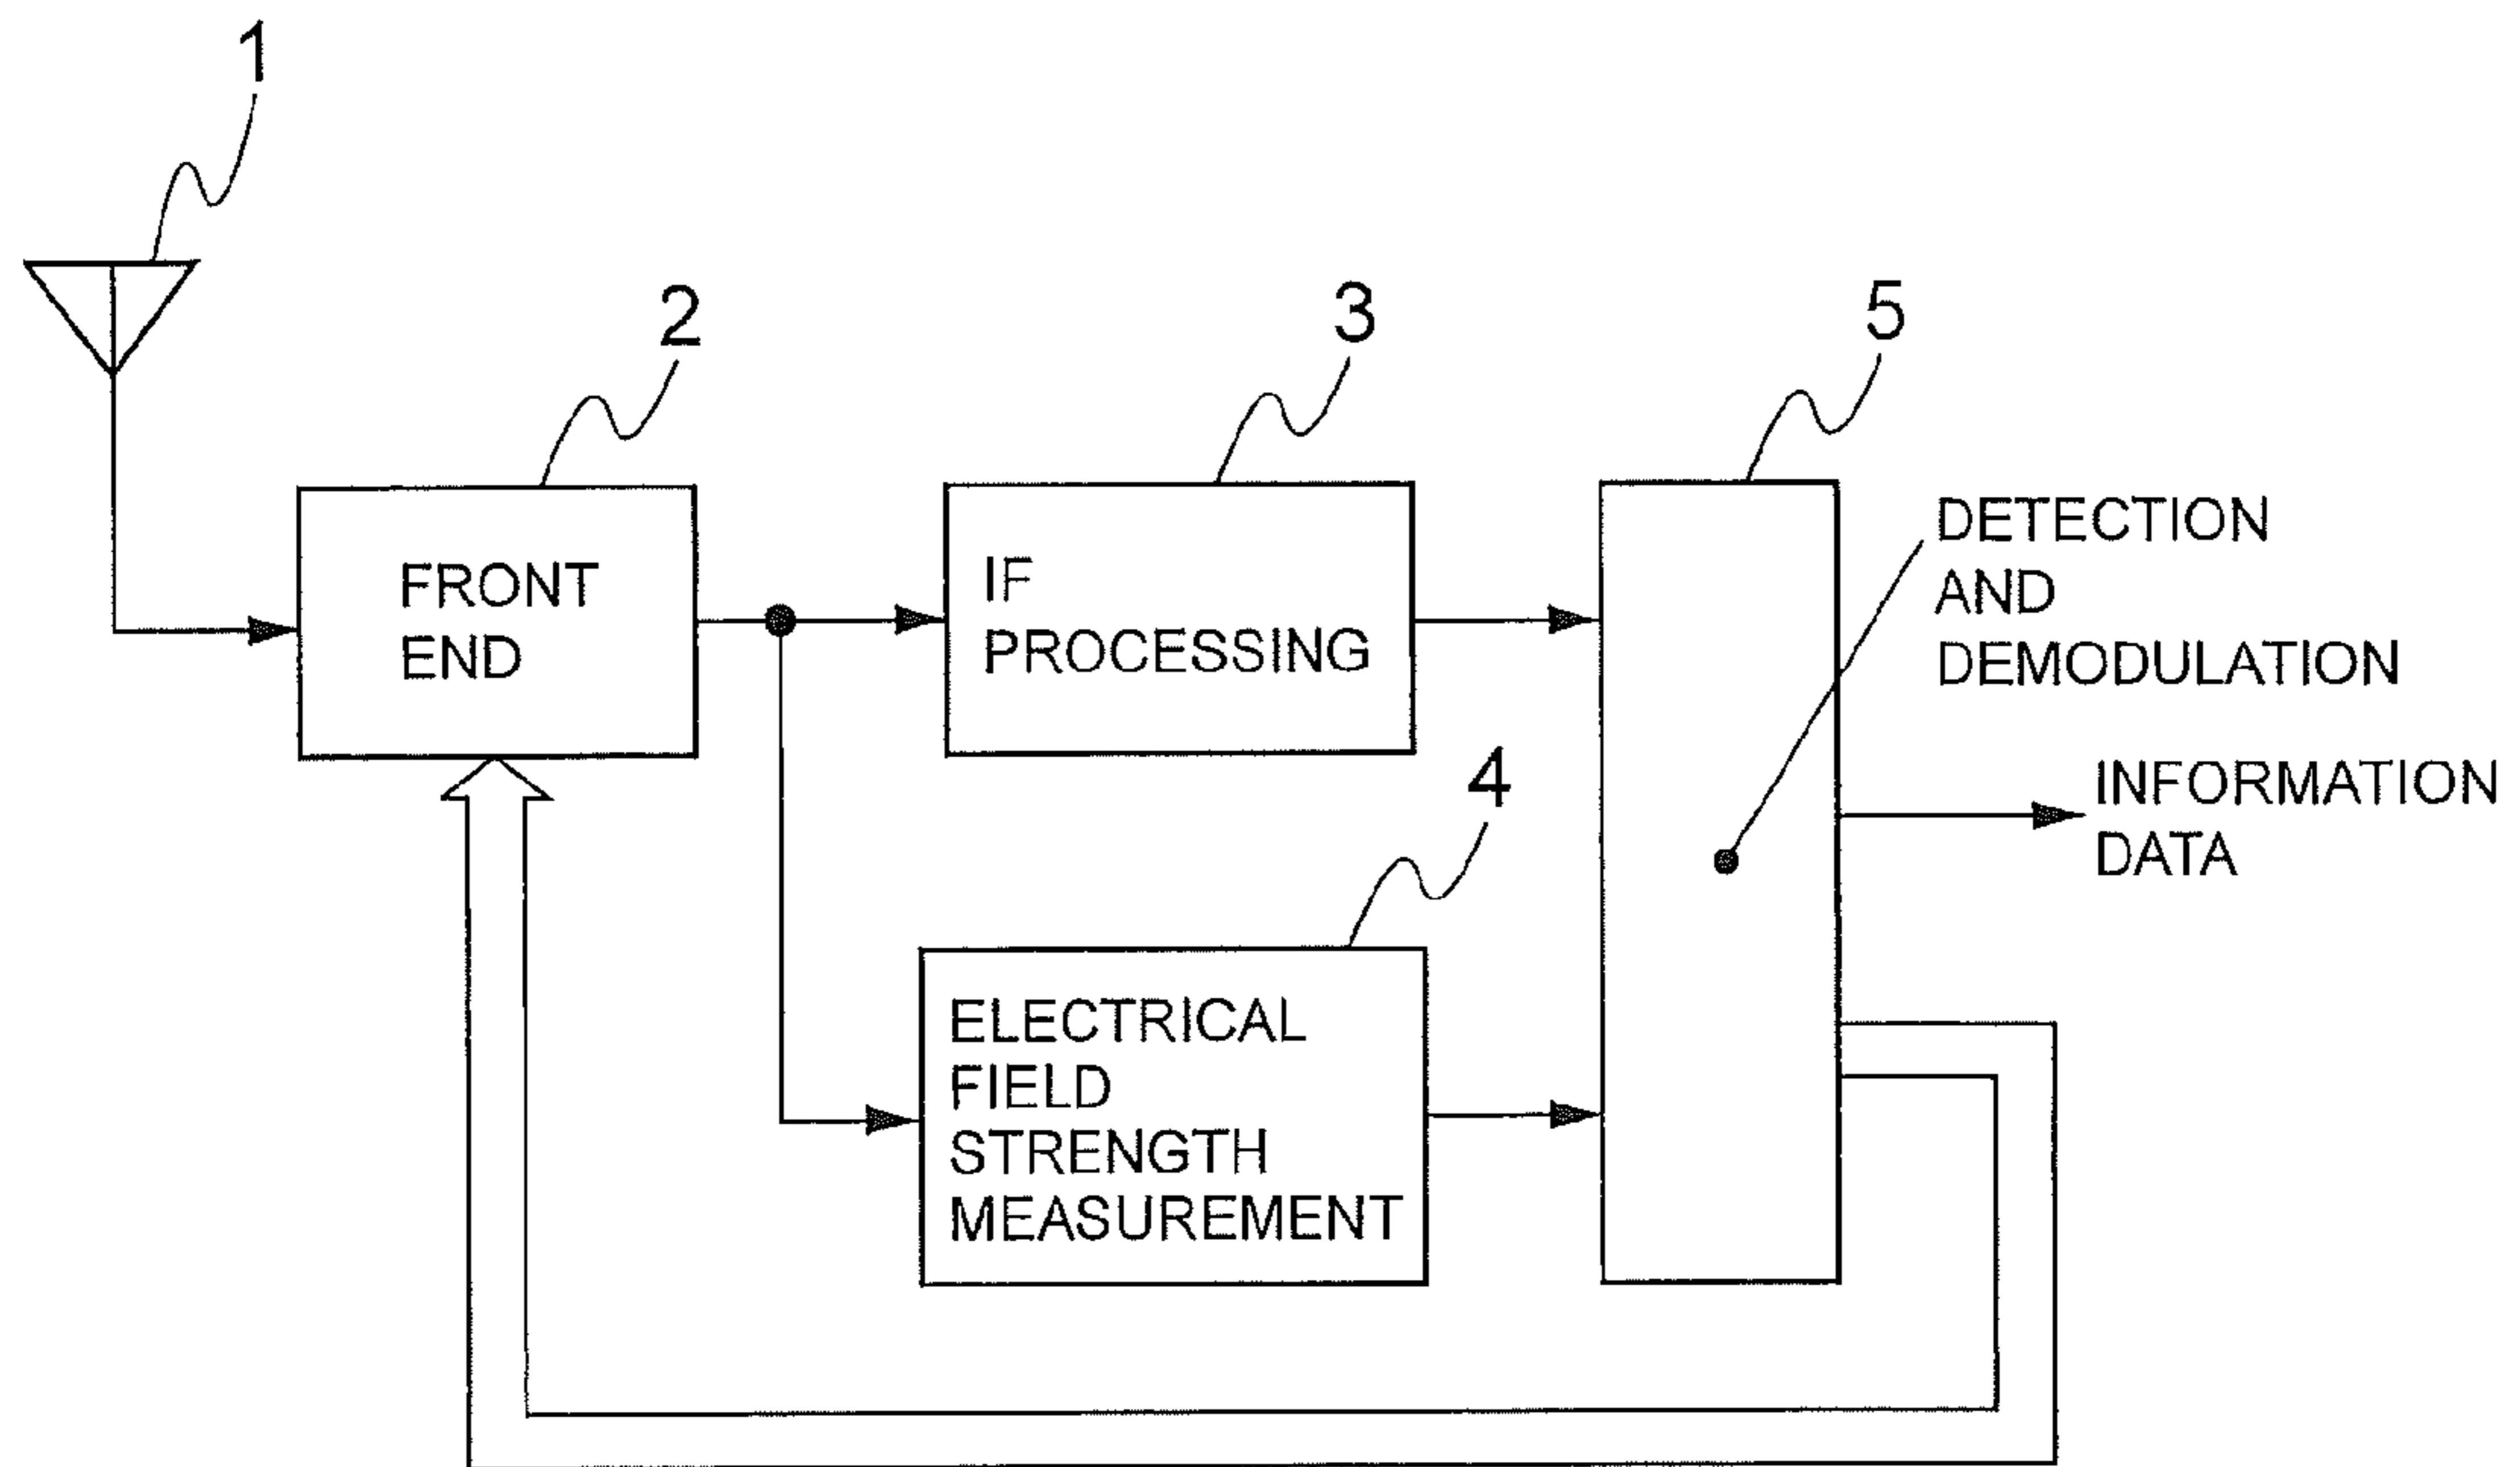 1
2
3
5
FRONT
END
IF
PROCESSING
DETECTION
AND
DEMODULATION
4
INFORMATION
DATA
ELECTRICAL
FIELD
STRENGTH
MEASUREMENT